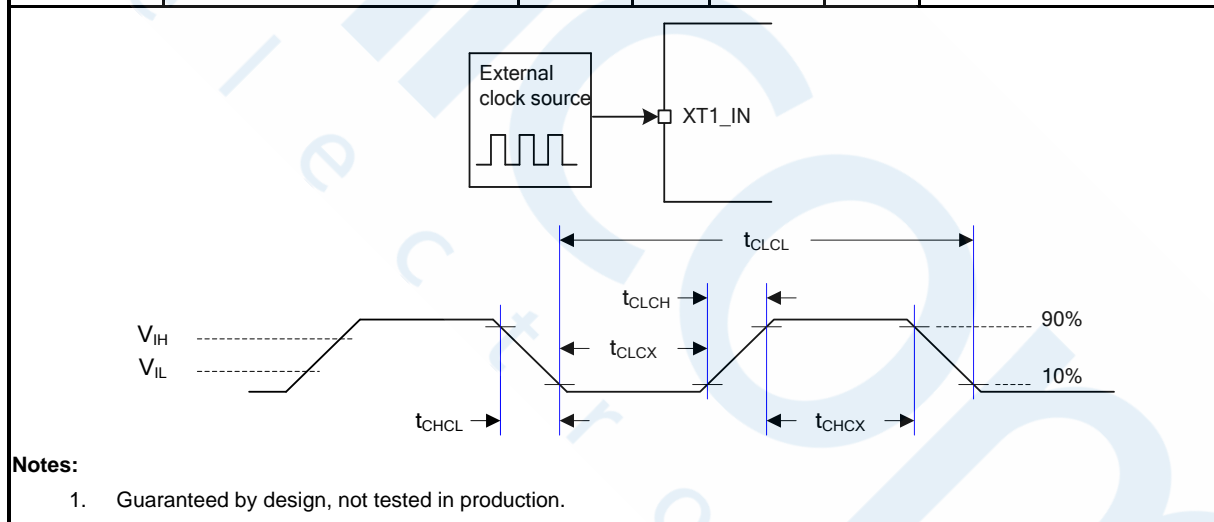 External
clock source
XT1_IN
tCLCL
tCLCH
90%
VIH
tCLCX
VIL
10%
tCHCL
tCHCX
Notes:
1. Guaranteed by design, not tested in production.